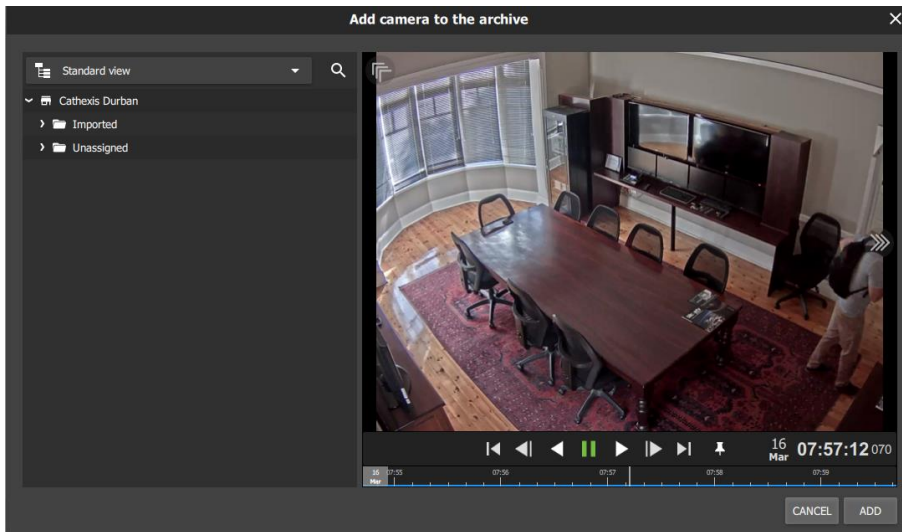 Add camera to the archive
Standard view
Cathexis Durban
Imported
Unassigned
16
Mar
07:57:12 070
16
Mar
07:55
07:56
07:57
07:58
07:59
CANCEL
ADD